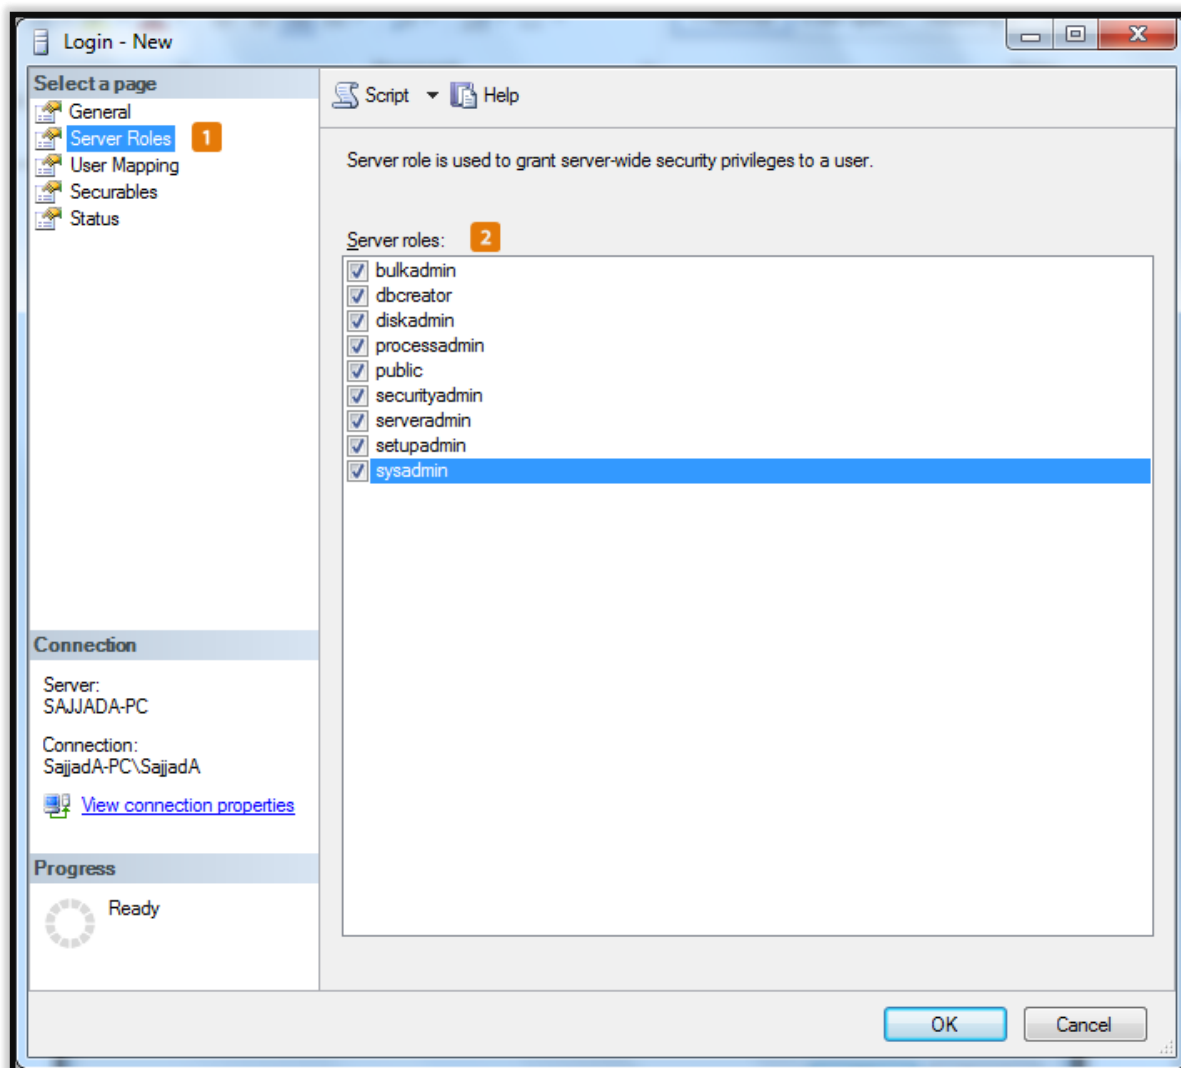 Login - New
Select a page
General
Server Roles 1
User Mapping
Securables
Status
Script Help
Server role is used to grant server-wide security privileges to a user.
Server roles: 2
bulkadmin
dbcreator
diskadmin
processadmin
public
securityadmin
serveradmin
setupadmin
sysadmin
Connection
Server:
SAJJADA-PC
Connection:
SajjadA-PC\SajjadA
View connection properties
Progress
Ready
OK Cancel